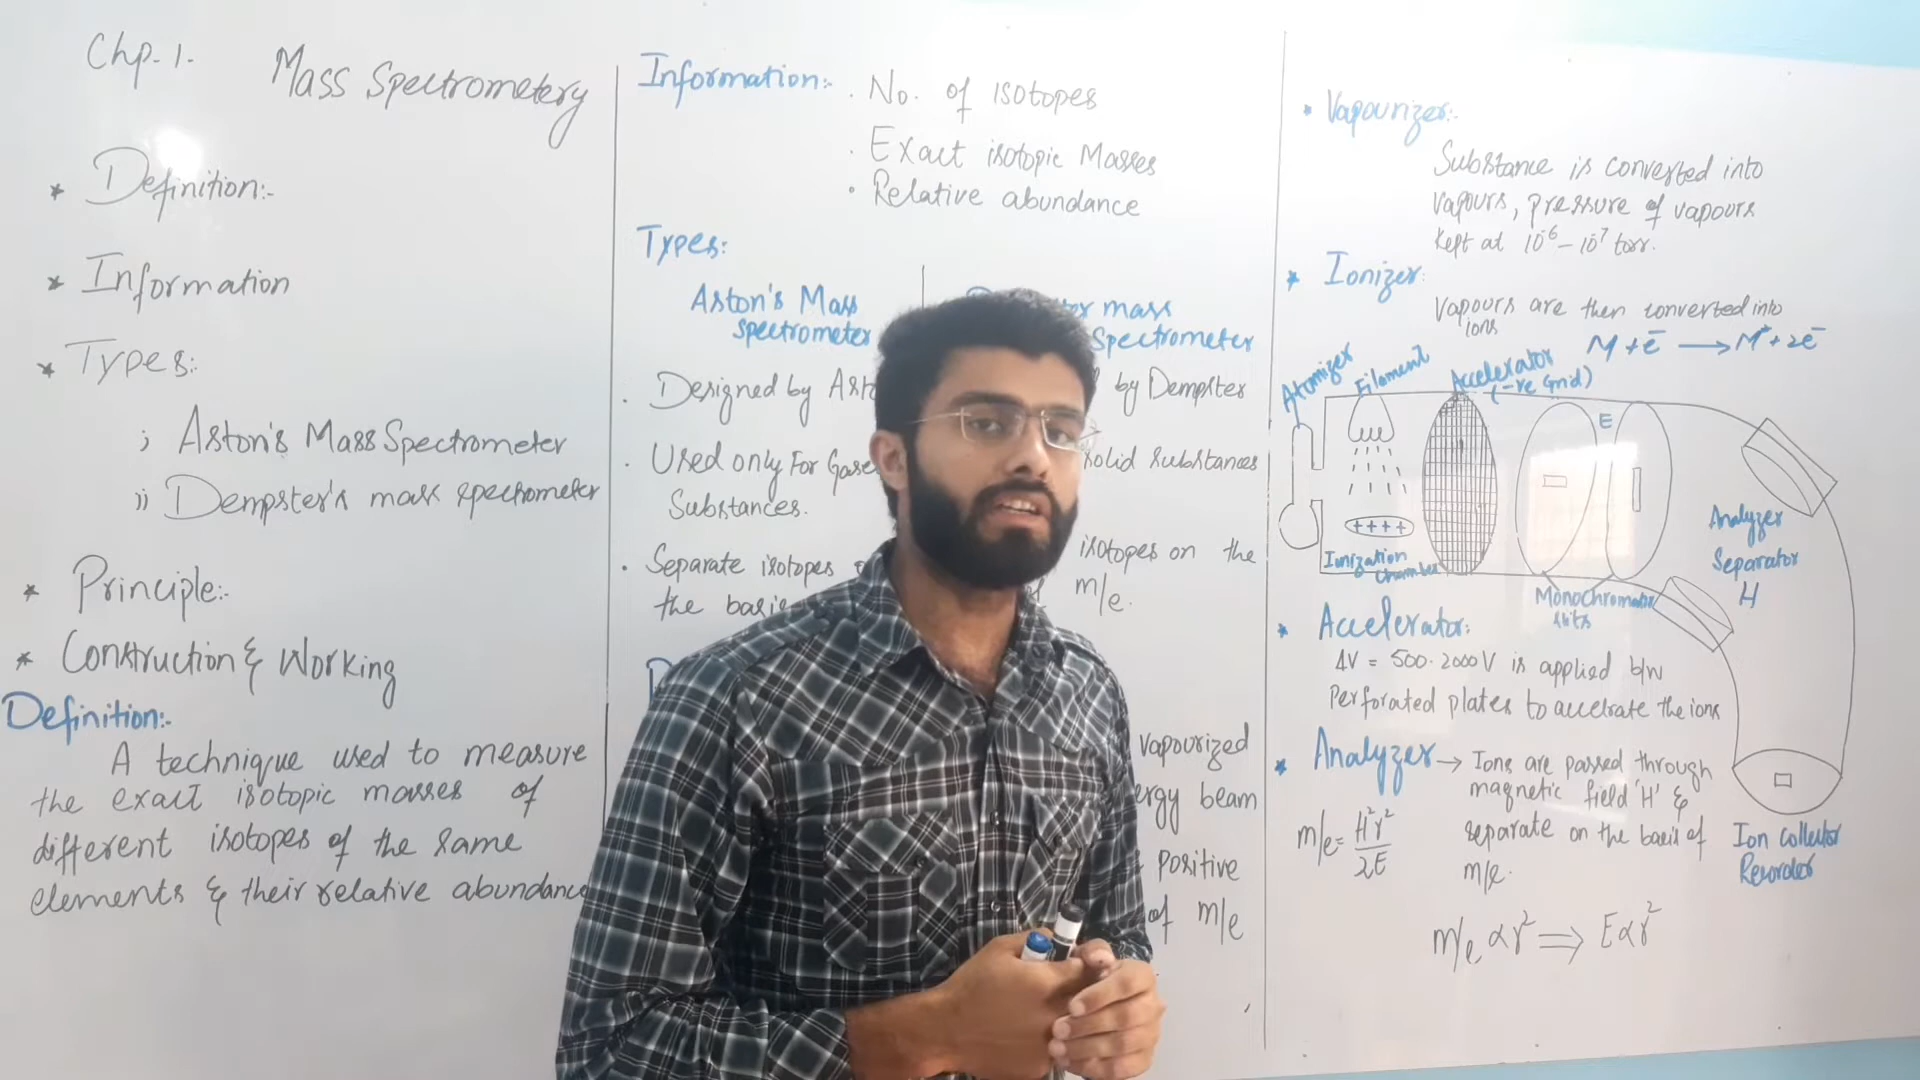 Chp. 1.
Mass Spectrometery
* Definition:-
* Information
* Types:
i Aston's Mass Spectrometer
ii Dempster's mass spectrometer
* Principle:-
* Construction & Working
Definition:-
A technique used to measure
the exact isotopic masses of
different isotopes of the same
elements & their relative abundance
Information:-
. No. of isotopes
. Exact isotopic Masses
. Relative abundance
Types:
Aston's Mass
spectrometer
mass
Spectrometer
. Designed by
by Dempster
. Used only For
Substances.
solid substances
. Separate isotopes
the basis
isotopes on the
m/e.
vapourized
beam
positive
of m/e
* Vapourizer:-
Substance is converted into
vapours, pressure of vapours
kept at 10⁻⁶ – 10⁻⁷ torr.
* Ionizer:
Vapours are then converted into
ions
M + e⁻ → M⁺ + 2e⁻
Atomizer
Filament
Accelerator
(-ve Grid)
E
++++
Ionization
chamber
Monochromatic
slits
Analyzer
Separator
H
* Accelerator:
ΔV = 500-2000V is applied b/w
Perforated plates to accelrate the ions
* Analyzer → Ions are passed through
magnetic field 'H' &
separate on the basis of
m/e.
m/e = H²r²/2E
Ion collector
Recorder
m/e ∝ r² ⇒ E ∝ r²